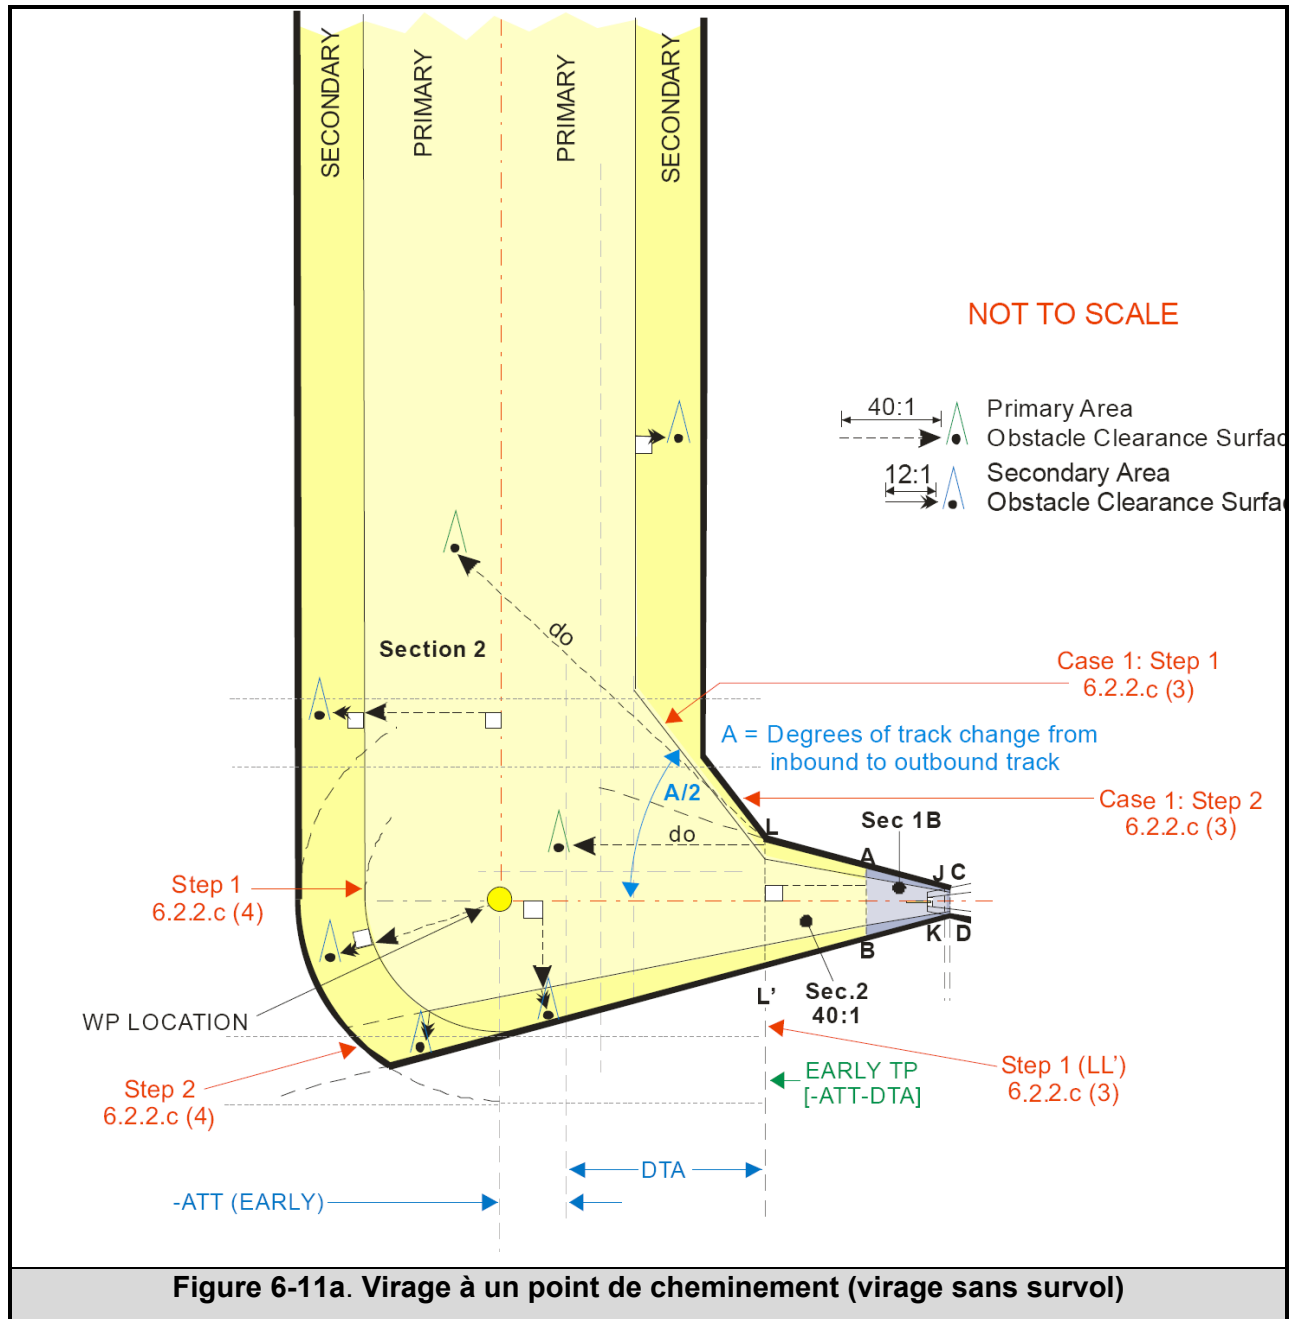 SECONDARY
PRIMARY
PRIMARY
SECONDARY
NOT TO SCALE
40:1
Primary Area
Obstacle Clearance Surfac
12:1
Secondary Area
Obstacle Clearance Surfa
do
Section 2
Case 1: Step 1
6.2.2.c (3)
A = Degrees of track change from
inbound to outbound track
A/2
Case 1: Step 2
6.2.2.c (3)
L
Sec 1B
do
A
J C
Step 1
6.2.2.c (4)
K D
B
L’
Sec.2
40:1
WP LOCATION
Step 1 (LL’)
6.2.2.c (3)
EARLY TP
[-ATT-DTA]
Step 2
6.2.2.c (4)
DTA
-ATT (EARLY)
Figure 6-11a. Virage à un point de cheminement (virage sans survol)